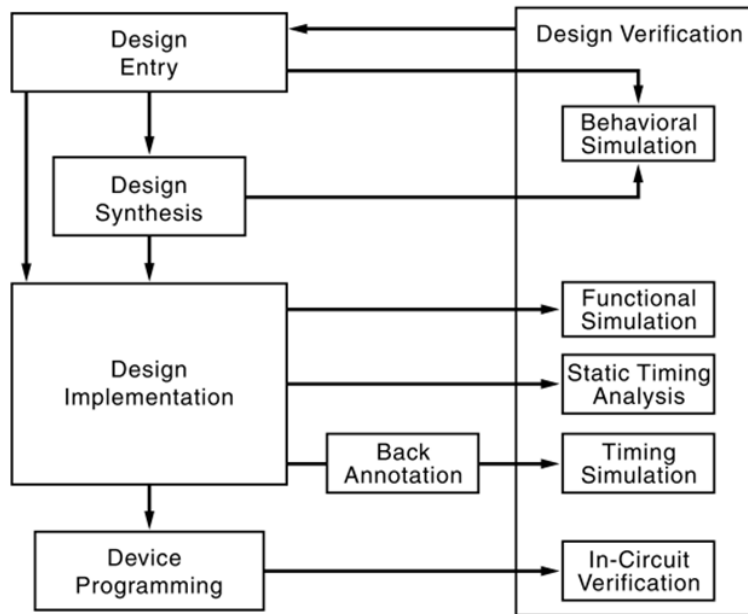 Design
Entry
Design Verification
Behavioral
Simulation
Design
Synthesis
Design
Implementation
Functional
Simulation
Static Timing
Analysis
Back
Annotation
Timing
Simulation
Device
Programming
In-Circuit
Verification